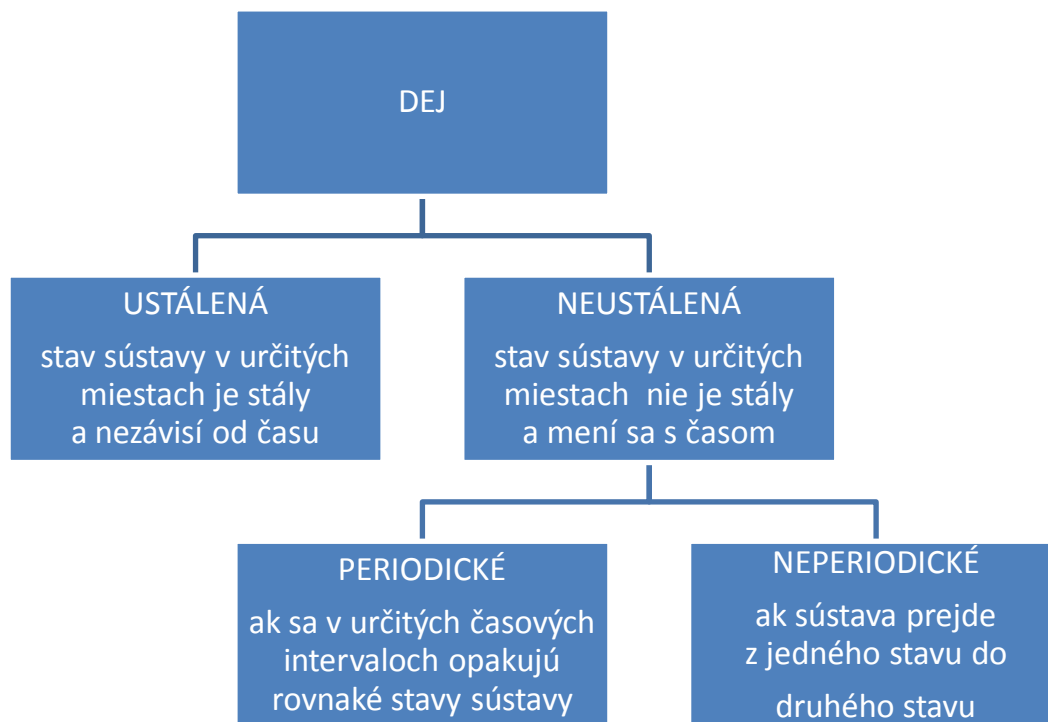 DEJ
USTÁLENÁ
stav sústavy v určitých
miestach je stály
a nezávisí od času
NEUSTÁLENÁ
stav sústavy v určitých
miestach nie je stály
a mení sa s časom
PERIODICKÉ
ak sa v určitých časových
intervaloch opakujú
rovnaké stavy sústavy
NEPERIODICKÉ
ak sústava prejde
z jedného stavu do
druhého stavu